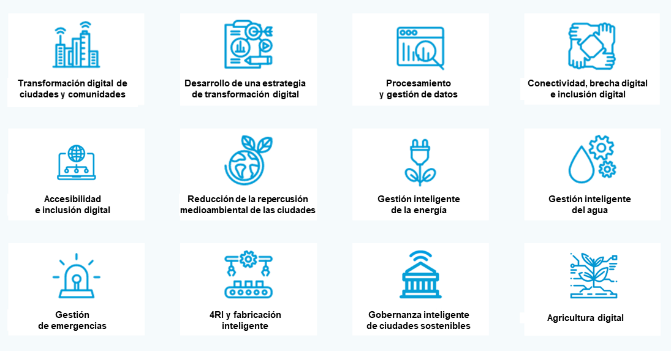 Transformación digital de
ciudades y comunidades
Desarrollo de una estrategia
de transformación digital
Procesamiento
y gestión de datos
Conectividad, brecha digital
e inclusión digital
Accesibilidad
e inclusión digital
Reducción de la repercusión
medioambiental de las ciudades
Gestión inteligente
de la energía
Gestión inteligente
del agua
Gestión
de emergencias
4RI y fabricación
inteligente
Gobernanza inteligente
de ciudades sostenibles
Agricultura digital